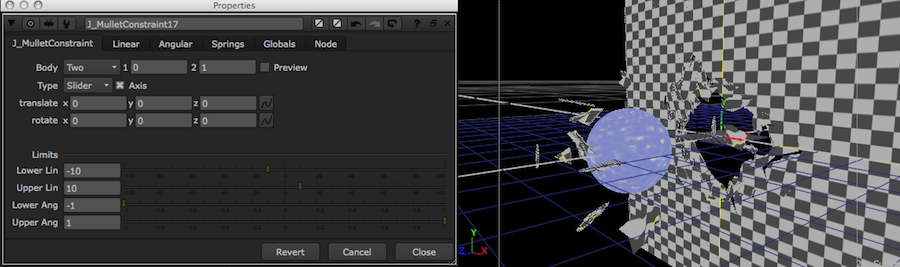 Properties
J_MulletConstraint17
? 
J_MulletConstraint Linear Angular Springs Globals Node
Body Two 1 0 2 1 Preview
Type Slider Axis
translate x 0 y 0 z 0
rotate x 0 y 0 z 0
Limits
Lower Lin -10
Upper Lin 10
Lower Ang -1
Upper Ang 1
Revert Cancel Close
Y
Y
Z X